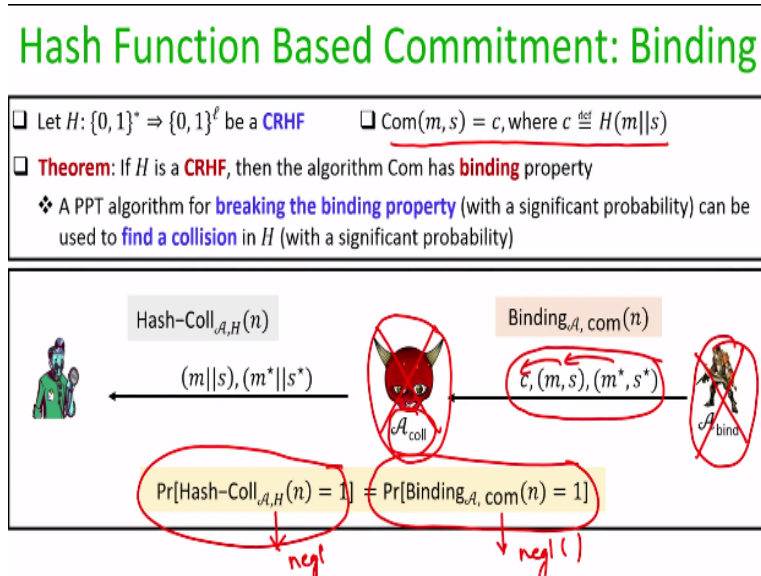 Hash Function Based Commitment: Binding
❑ Let H: {0, 1}* ⇒ {0, 1}^ℓ be a CRHF ❑ Com(m, s) = c, where c ≝ H(m||s)
❑ Theorem: If H is a CRHF, then the algorithm Com has binding property
❖ A PPT algorithm for breaking the binding property (with a significant probability) can be
used to find a collision in H (with a significant probability)
Hash−Coll_{𝒜,H}(n) Binding_{𝒜, com}(n)
(m||s), (m*||s*) c, (m, s), (m*, s*)
𝒜_coll 𝒜_bind
Pr[Hash−Coll_{𝒜,H}(n) = 1] = Pr[Binding_{𝒜, com}(n) = 1]
negl negl( )